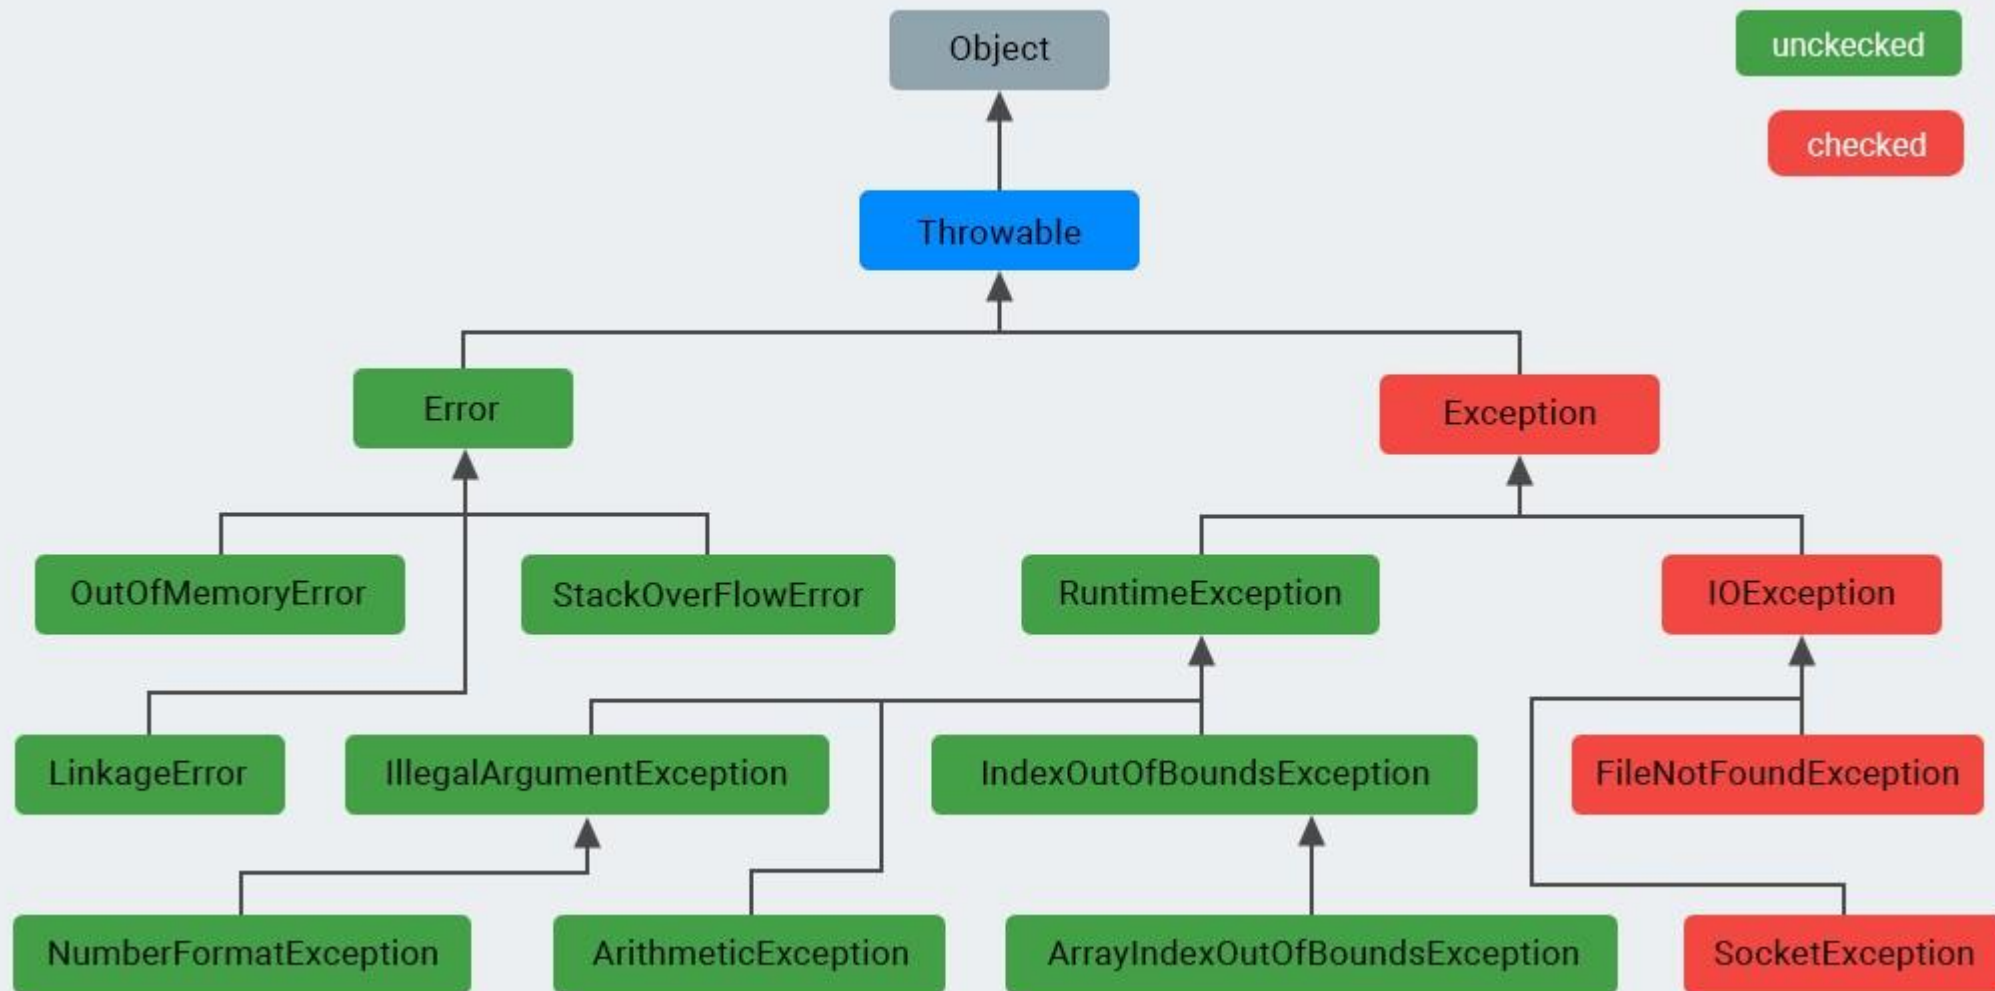 Object
unckecked
checked
Throwable
Error
Exception
OutOfMemoryError
StackOverFlowError
RuntimeException
IOException
LinkageError
IllegalArgumentException
IndexOutOfBoundsException
FileNotFoundException
NumberFormatException
ArithmeticException
ArrayIndexOutOfBoundsException
SocketException